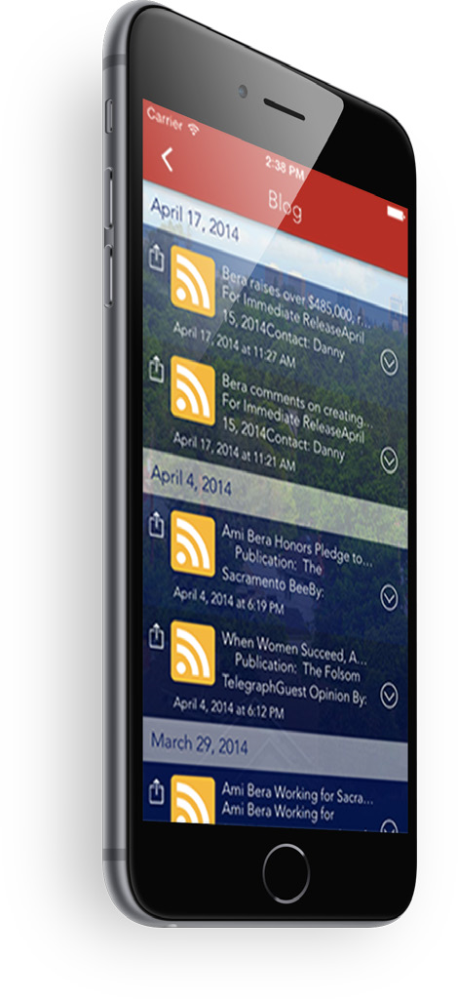 Carrier
2:38 PM
Blog
April 17, 2014
Bera raises over $485,000, r...
For Immediate ReleaseApril
15, 2014Contact: Danny
April 17, 2014 at 11:27 AM
Bera comments on creating...
For Immediate ReleaseApril
15, 2014Contact: Danny
April 17, 2014 at 11:21 AM
April 4, 2014
Ami Bera Honors Pledge to...
Publication: The
Sacramento BeeBy:
April 4, 2014 at 6:19 PM
When Women Succeed, A...
Publication: The Folsom
TelegraphGuest Opinion By:
April 4, 2014 at 6:12 PM
March 29, 2014
Ami Bera Working for Sacra...
Ami Bera Working for